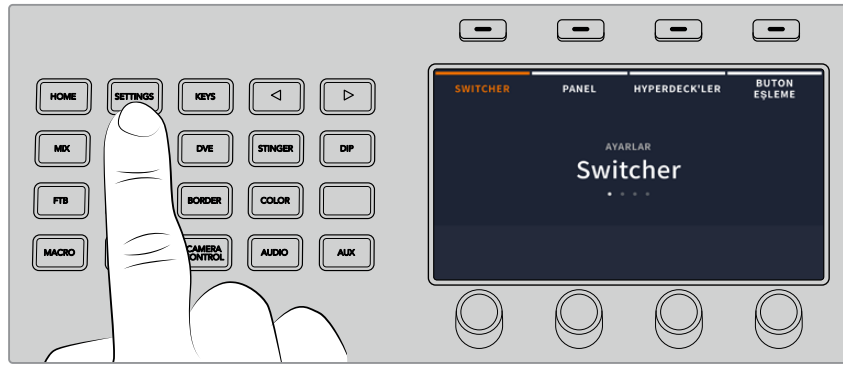 HOME
SETTINGS
KEYS
MIX
DVE
STINGER
DIP
FTB
BORDER
COLOR
MACRO
CAMERA
CONTROL
AUDIO
AUX
SWITCHER
PANEL
HYPERDECK'LER
BUTON
EŞLEME
AYARLAR
Switcher